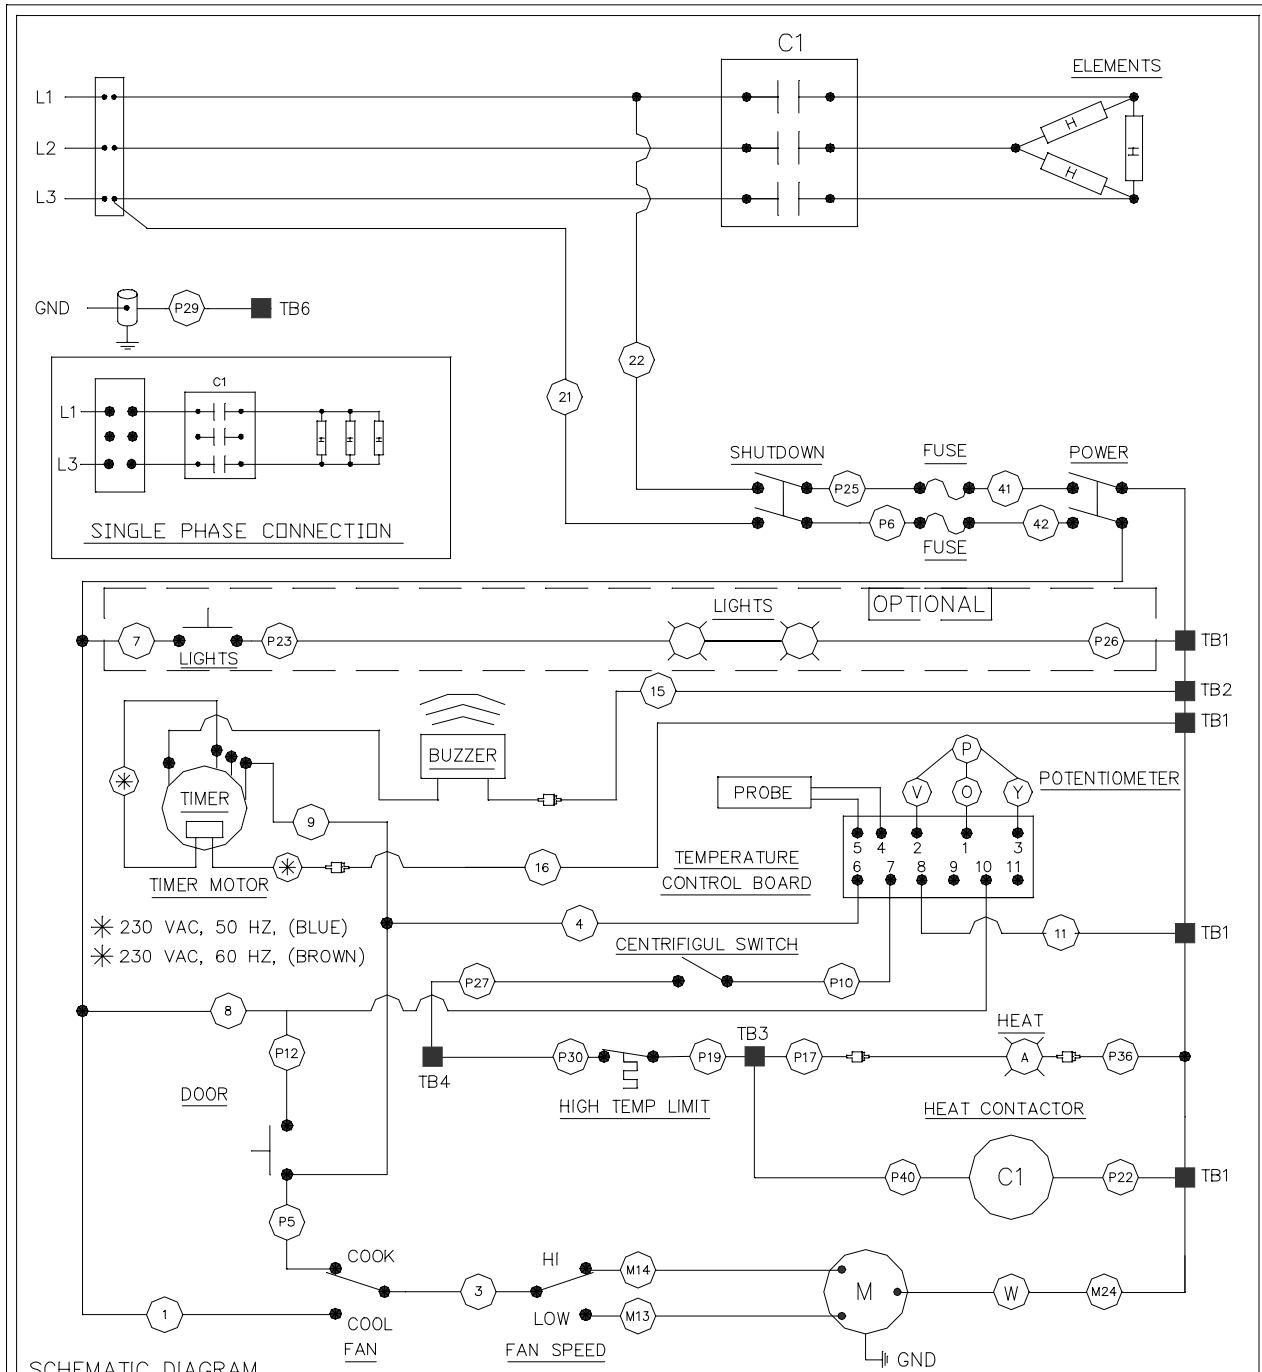 C1
ELEMENTS
L1
H
L2
H
H
L3
GND
P29
TB6
22
21
C1
L1
H
H
H
L3
SINGLE PHASE CONNECTION
SHUTDOWN
FUSE
POWER
P25
41
P6
42
FUSE
OPTIONAL
LIGHTS
7
P23
P26
TB1
LIGHTS
15
TB2
TB1
BUZZER
P
POTENTIOMETER
PROBE
V
O
Y
TIMER
9
5 4 2 1 3
6 7 8 9 10 11
TEMPERATURE
CONTROL BOARD
16
TIMER MOTOR
230 VAC, 50 HZ, (BLUE)
230 VAC, 60 HZ, (BROWN)
4
11
TB1
CENTRIFIGUL SWITCH
P27
P10
8
HEAT
TB3
P12
TB4
P30
P19
P17
A
P36
DOOR
HIGH TEMP LIMIT
HEAT CONTACTOR
P40
C1
P22
TB1
P5
COOK
HI
M14
3
M
W
M24
1
COOL
LOW
M13
FAN
FAN SPEED
GND
SCHEMATIC DIAGRAM